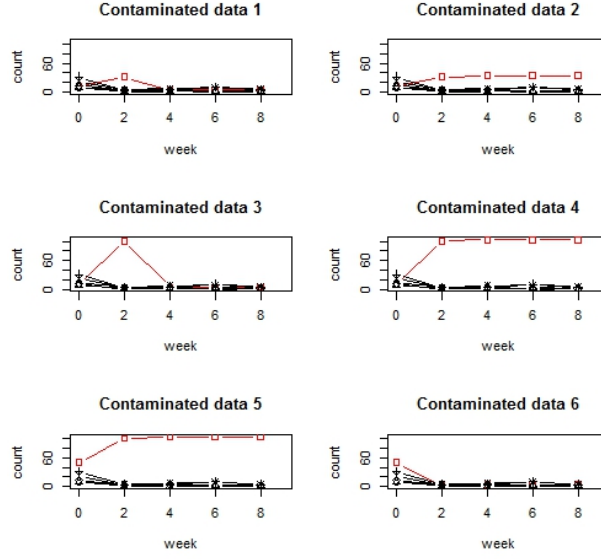 Contaminated data 1
count
60
0
0 2 4 6 8
week
Contaminated data 2
count
60
0
0 2 4 6 8
week
Contaminated data 3
count
60
0
0 2 4 6 8
week
Contaminated data 4
count
60
0
0 2 4 6 8
week
Contaminated data 5
count
60
0
0 2 4 6 8
week
Contaminated data 6
count
60
0
0 2 4 6 8
week